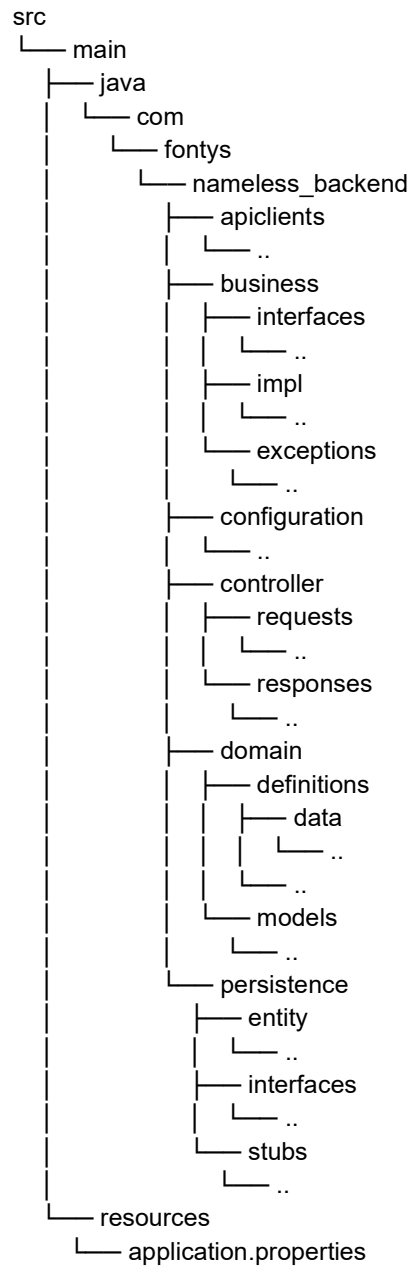 src
└── main
├── java
│ └── com
│ └── fontys
│ └── nameless_backend
│ ├── apiclients
│ │ └── ..
│ ├── business
│ │ ├── interfaces
│ │ │ └── ..
│ │ ├── impl
│ │ │ └── ..
│ │ └── exceptions
│ │ └── ..
│ ├── configuration
│ │ └── ..
│ ├── controller
│ │ ├── requests
│ │ │ └── ..
│ │ └── responses
│ │ └── ..
│ ├── domain
│ │ ├── definitions
│ │ │ ├── data
│ │ │ │ └── ..
│ │ │ └── ..
│ │ └── models
│ │ └── ..
│ └── persistence
│ ├── entity
│ │ └── ..
│ ├── interfaces
│ │ └── ..
│ └── stubs
│ └── ..
└── resources
└── application.properties